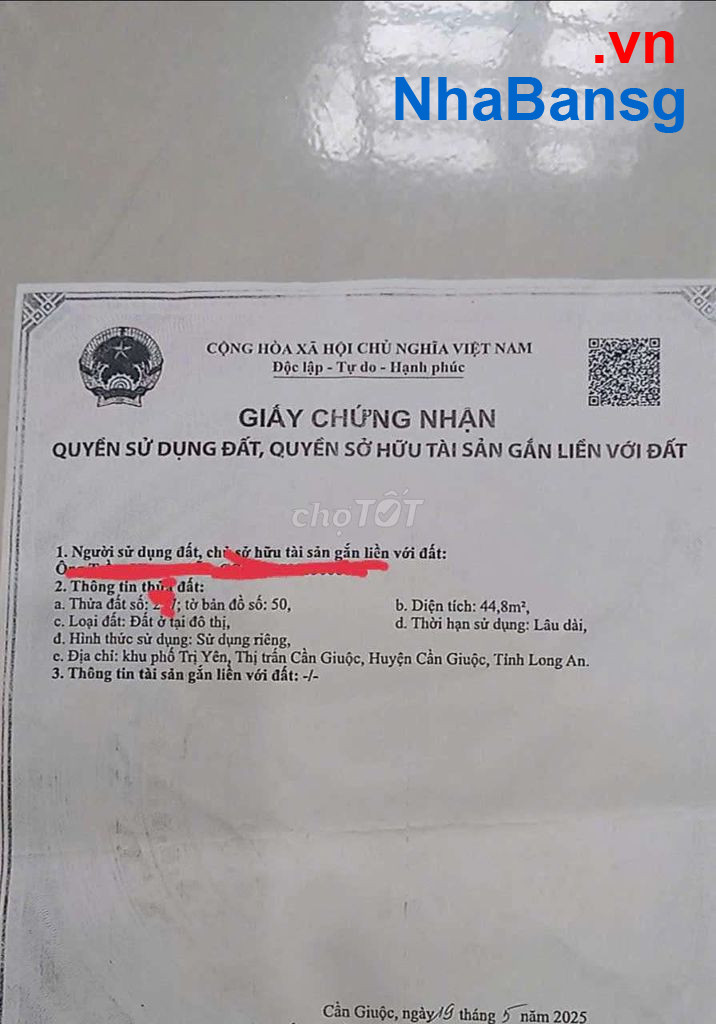 .vn
NhaBansg
CỘNG HÒA XÃ HỘI CHỦ NGHĨA VIỆT NAM
Độc lập - Tự do - Hạnh phúc
GIẤY CHỨNG NHẬN
QUYỀN SỬ DỤNG ĐẤT, QUYỀN SỞ HỮU TÀI SẢN GẮN LIỀN VỚI ĐẤT
chợTỐT
1. Người sử dụng đất, chủ sở hữu tài sản gắn liền với đất:
2. Thông tin thửa đất:
a. Thửa đất số: tờ bản đồ số: 50,
b. Diện tích: 44,8m²,
c. Loại đất: Đất ở tại đô thị,
d. Thời hạn sử dụng: Lâu dài,
đ. Hình thức sử dụng: Sử dụng riêng,
e. Địa chỉ: khu phố Trị Yên, Thị trấn Cần Giuộc, Huyện Cần Giuộc, Tỉnh Long An.
3. Thông tin tài sản gắn liền với đất: -/-
Cần Giuộc, ngày tháng 5 năm 2025